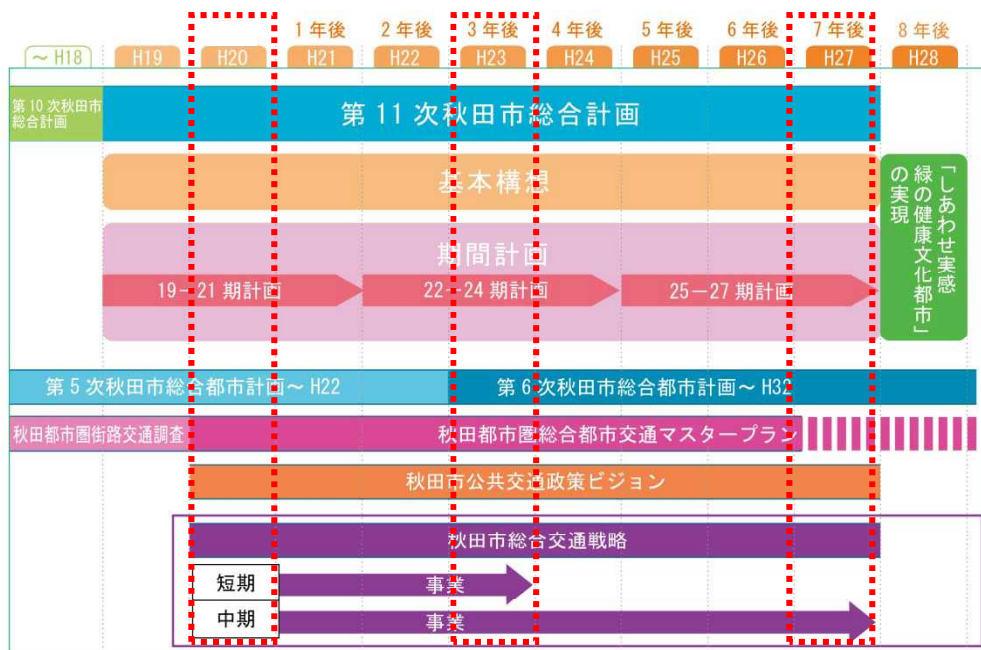 1年後 2年後 3年後 4年後 5年後 6年後 7年後 8年後
～H18 H19 H20 H21 H22 H23 H24 H25 H26 H27 H28
第10次秋田市
総合計画
第11次秋田市総合計画
基本構想
「しあわせ実感
緑の健康文化都市」
の実現
期間計画
19－21期計画 22－24期計画 25－27期計画
第5次秋田市総合都市計画～H22 第6次秋田市総合都市計画～H32
秋田都市圏街路交通調査 秋田都市圏総合都市交通マスタープラン
秋田市公共交通政策ビジョン
秋田市総合交通戦略
短期 事業
中期 事業